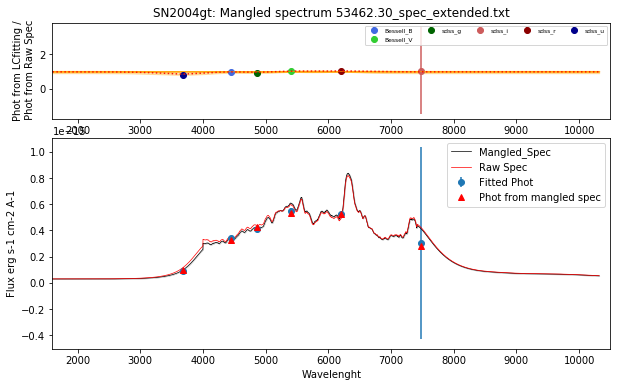 SN2004gt: Mangled spectrum 53462.30_spec_extended.txt
Phot from LCfitting /
Phot from Raw Spec
2
0
Bessell_B
Bessell_V
sdss_g
sdss_i
sdss_r
sdss_u
2000 3000 4000 5000 6000 7000 8000 9000 10000
Flux erg s-1 cm-2 A-1
1.0
0.8
0.6
0.4
0.2
0.0
−0.2
−0.4
Mangled_Spec
Raw Spec
Fitted Phot
Phot from mangled spec
2000 3000 4000 5000 6000 7000 8000 9000 10000
Wavelenght